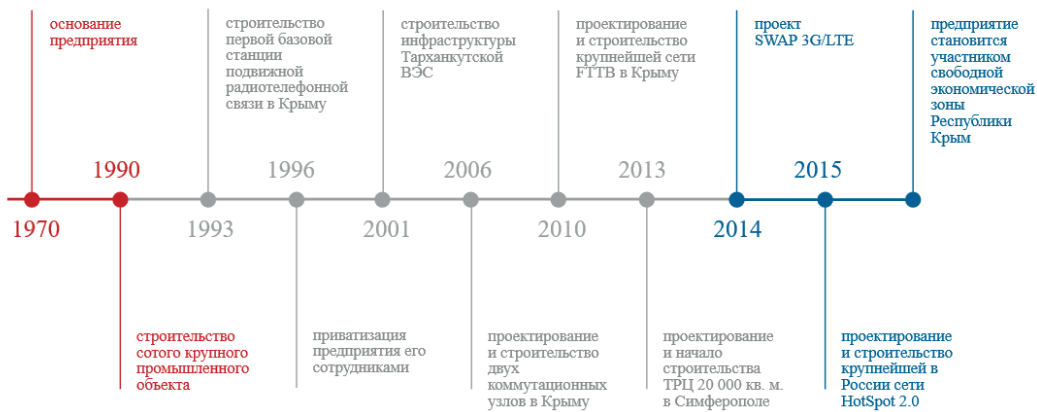 основание
предприятия
строительство
первой базовой
станции
подвижной
радиотелефонной
связи в Крыму
строительство
инфраструктуры
Тарханкутской
ВЭС
проектирование
и строительство
крупнейшей сети
FTTB в Крыму
проект
SWAP 3G/LTE
предприятие
становится
участником
свободной
экономической
зоны
Республики
Крым
1990
1996
2006
2013
2015
1970
1993
2001
2010
2014
строительство
сотого крупного
промышленного
объекта
приватизация
предприятия его
сотрудниками
проектирование
и строительство
двух
коммутационных
узлов в Крыму
проектирование
и начало
строительства
ТРЦ 20 000 кв. м.
в Симферополе
проектирование
и строительство
крупнейшей в
России сети
HotSpot 2.0